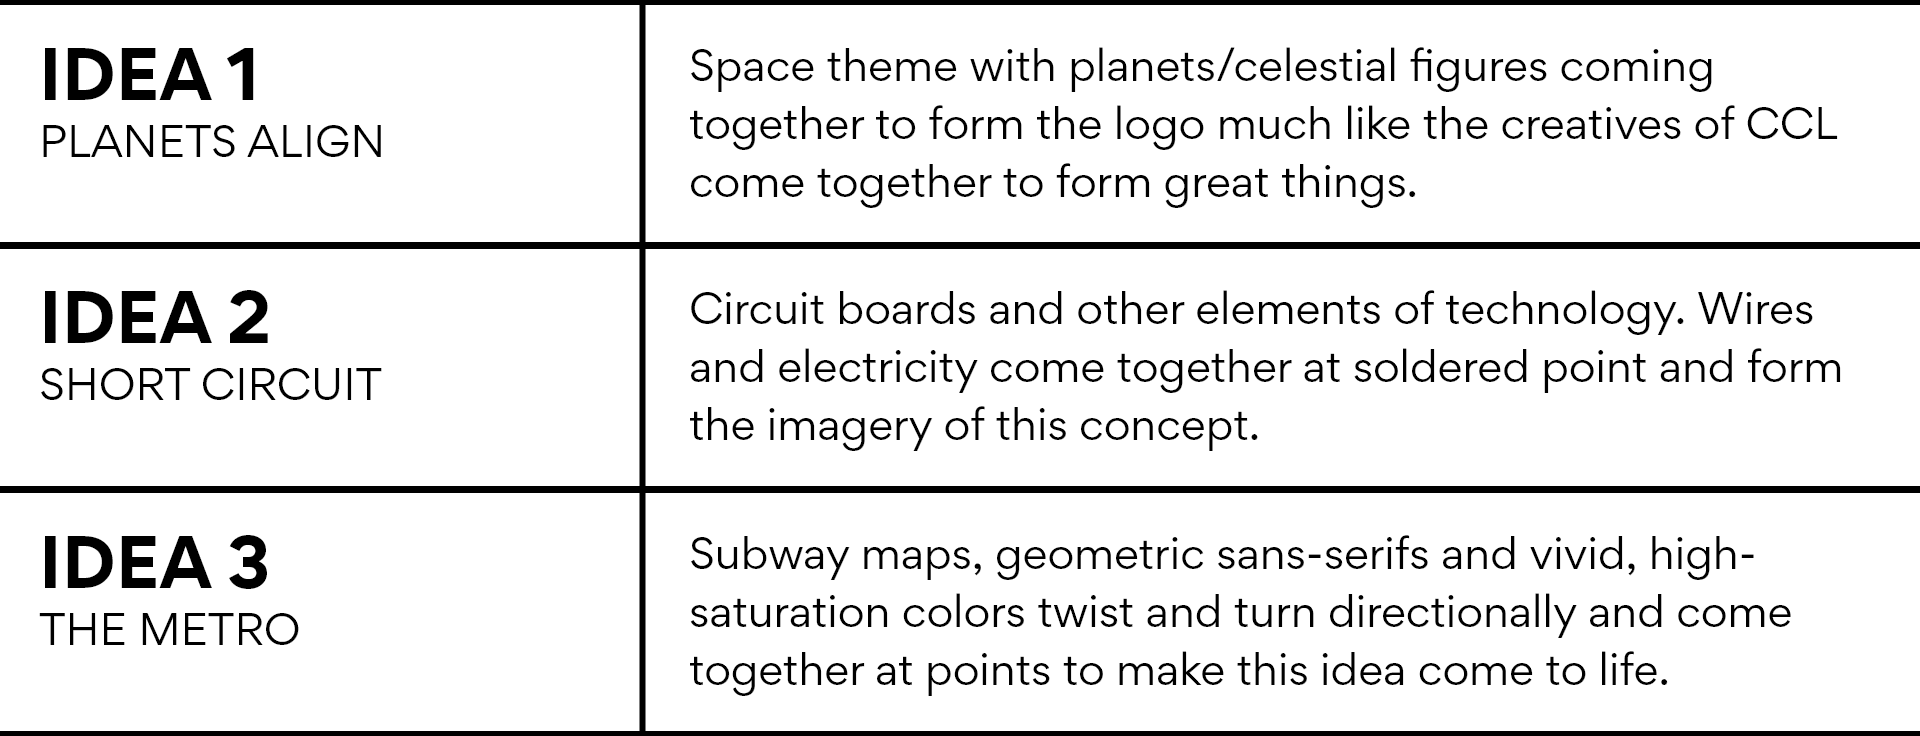 IDEA 1
PLANETS ALIGN
Space theme with planets/celestial figures coming
together to form the logo much like the creatives of CCL
come together to form great things.
IDEA 2
SHORT CIRCUIT
Circuit boards and other elements of technology. Wires
and electricity come together at soldered point and form
the imagery of this concept.
IDEA 3
THE METRO
Subway maps, geometric sans-serifs and vivid, high-
saturation colors twist and turn directionally and come
together at points to make this idea come to life.